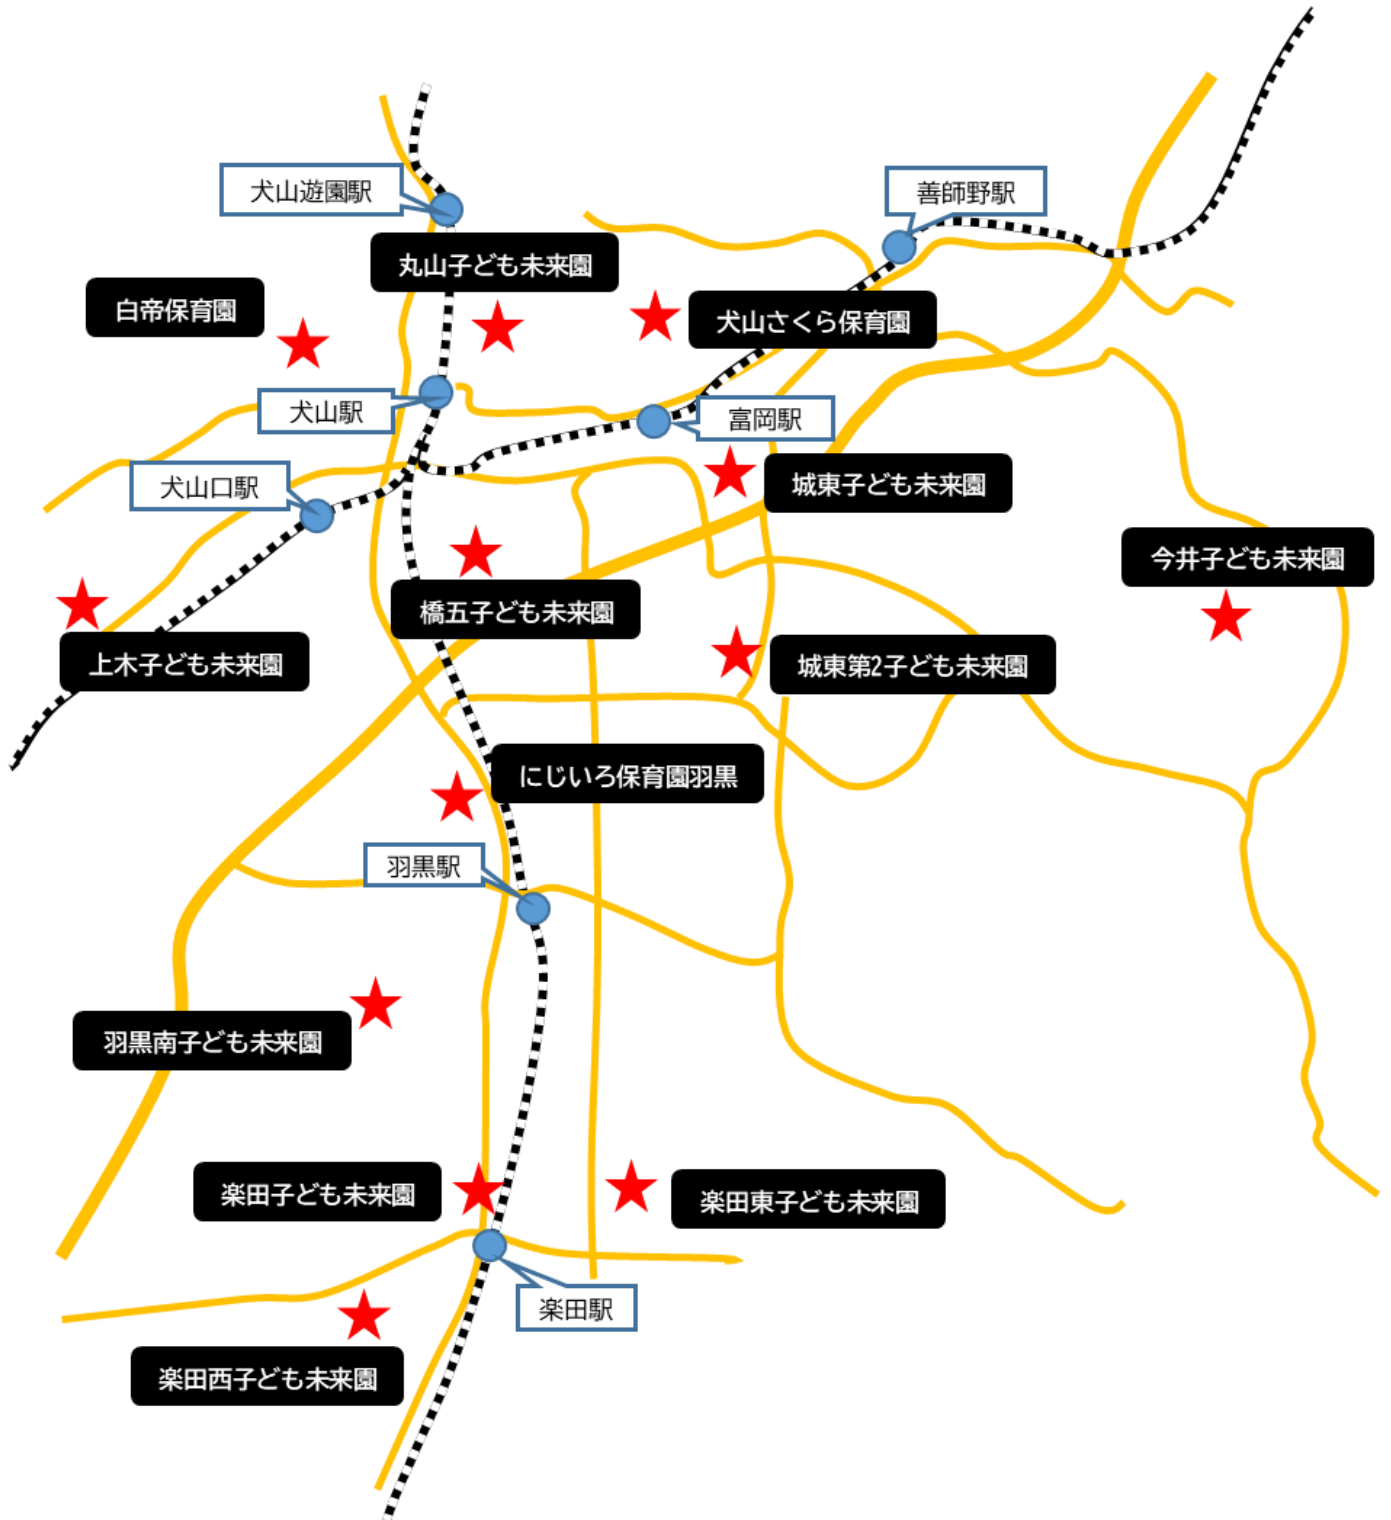 犬山遊園駅
善師野駅
丸山子ども未来園
白帝保育園
犬山さくら保育園
犬山駅
富岡駅
犬山口駅
城東子ども未来園
今井子ども未来園
橋五子ども未来園
上木子ども未来園
城東第2子ども未来園
にじいろ保育園羽黒
羽黒駅
羽黒南子ども未来園
楽田子ども未来園
楽田東子ども未来園
楽田駅
楽田西子ども未来園